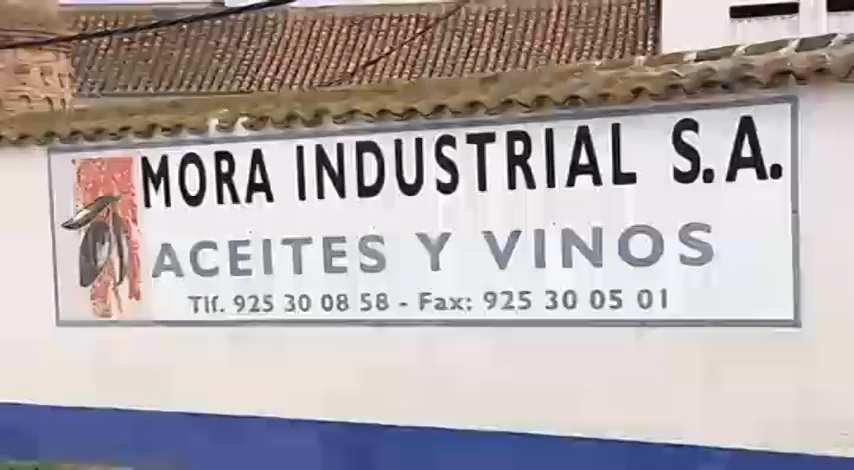 MORA INDUSTRIAL S.A.
ACEITES Y VINOS
Tlf. 925 30 08 58 - Fax: 925 30 05 01